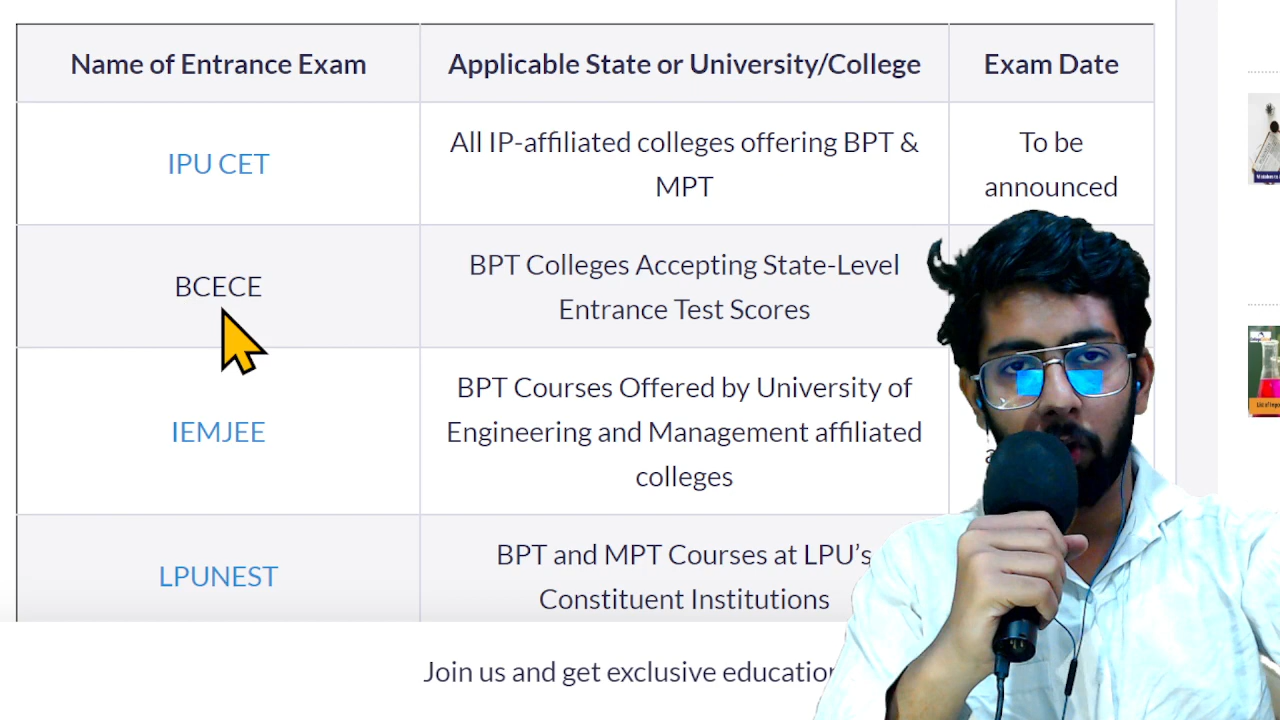 Name of Entrance Exam
Applicable State or University/College
Exam Date
IPU CET
All IP-affiliated colleges offering BPT &
MPT
To be
announced
BCECE
BPT Colleges Accepting State-Level
Entrance Test Scores
IEMJEE
BPT Courses Offered by University of
Engineering and Management affiliated
colleges
LPUNEST
BPT and MPT Courses at LPU’s
Constituent Institutions
Join us and get exclusive education